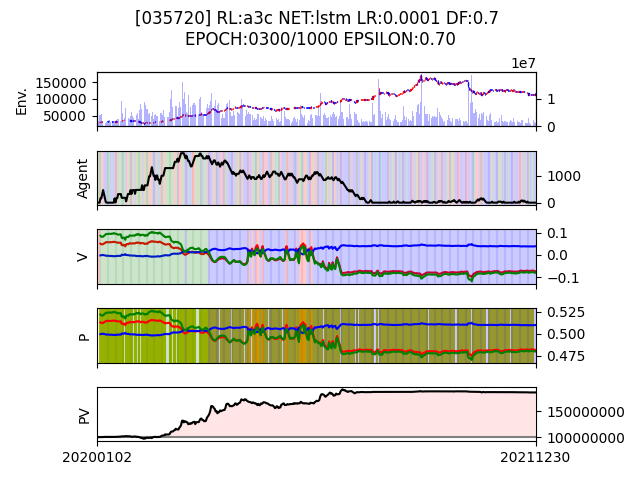 [035720] RL:a3c NET:lstm LR:0.0001 DF:0.7
EPOCH:0300/1000 EPSILON:0.70
1e7
Env.
150000
100000
50000
1
0
Agent
1000
0
V
0.1
0.0
−0.1
P
0.525
0.500
0.475
PV
150000000
100000000
20200102
20211230